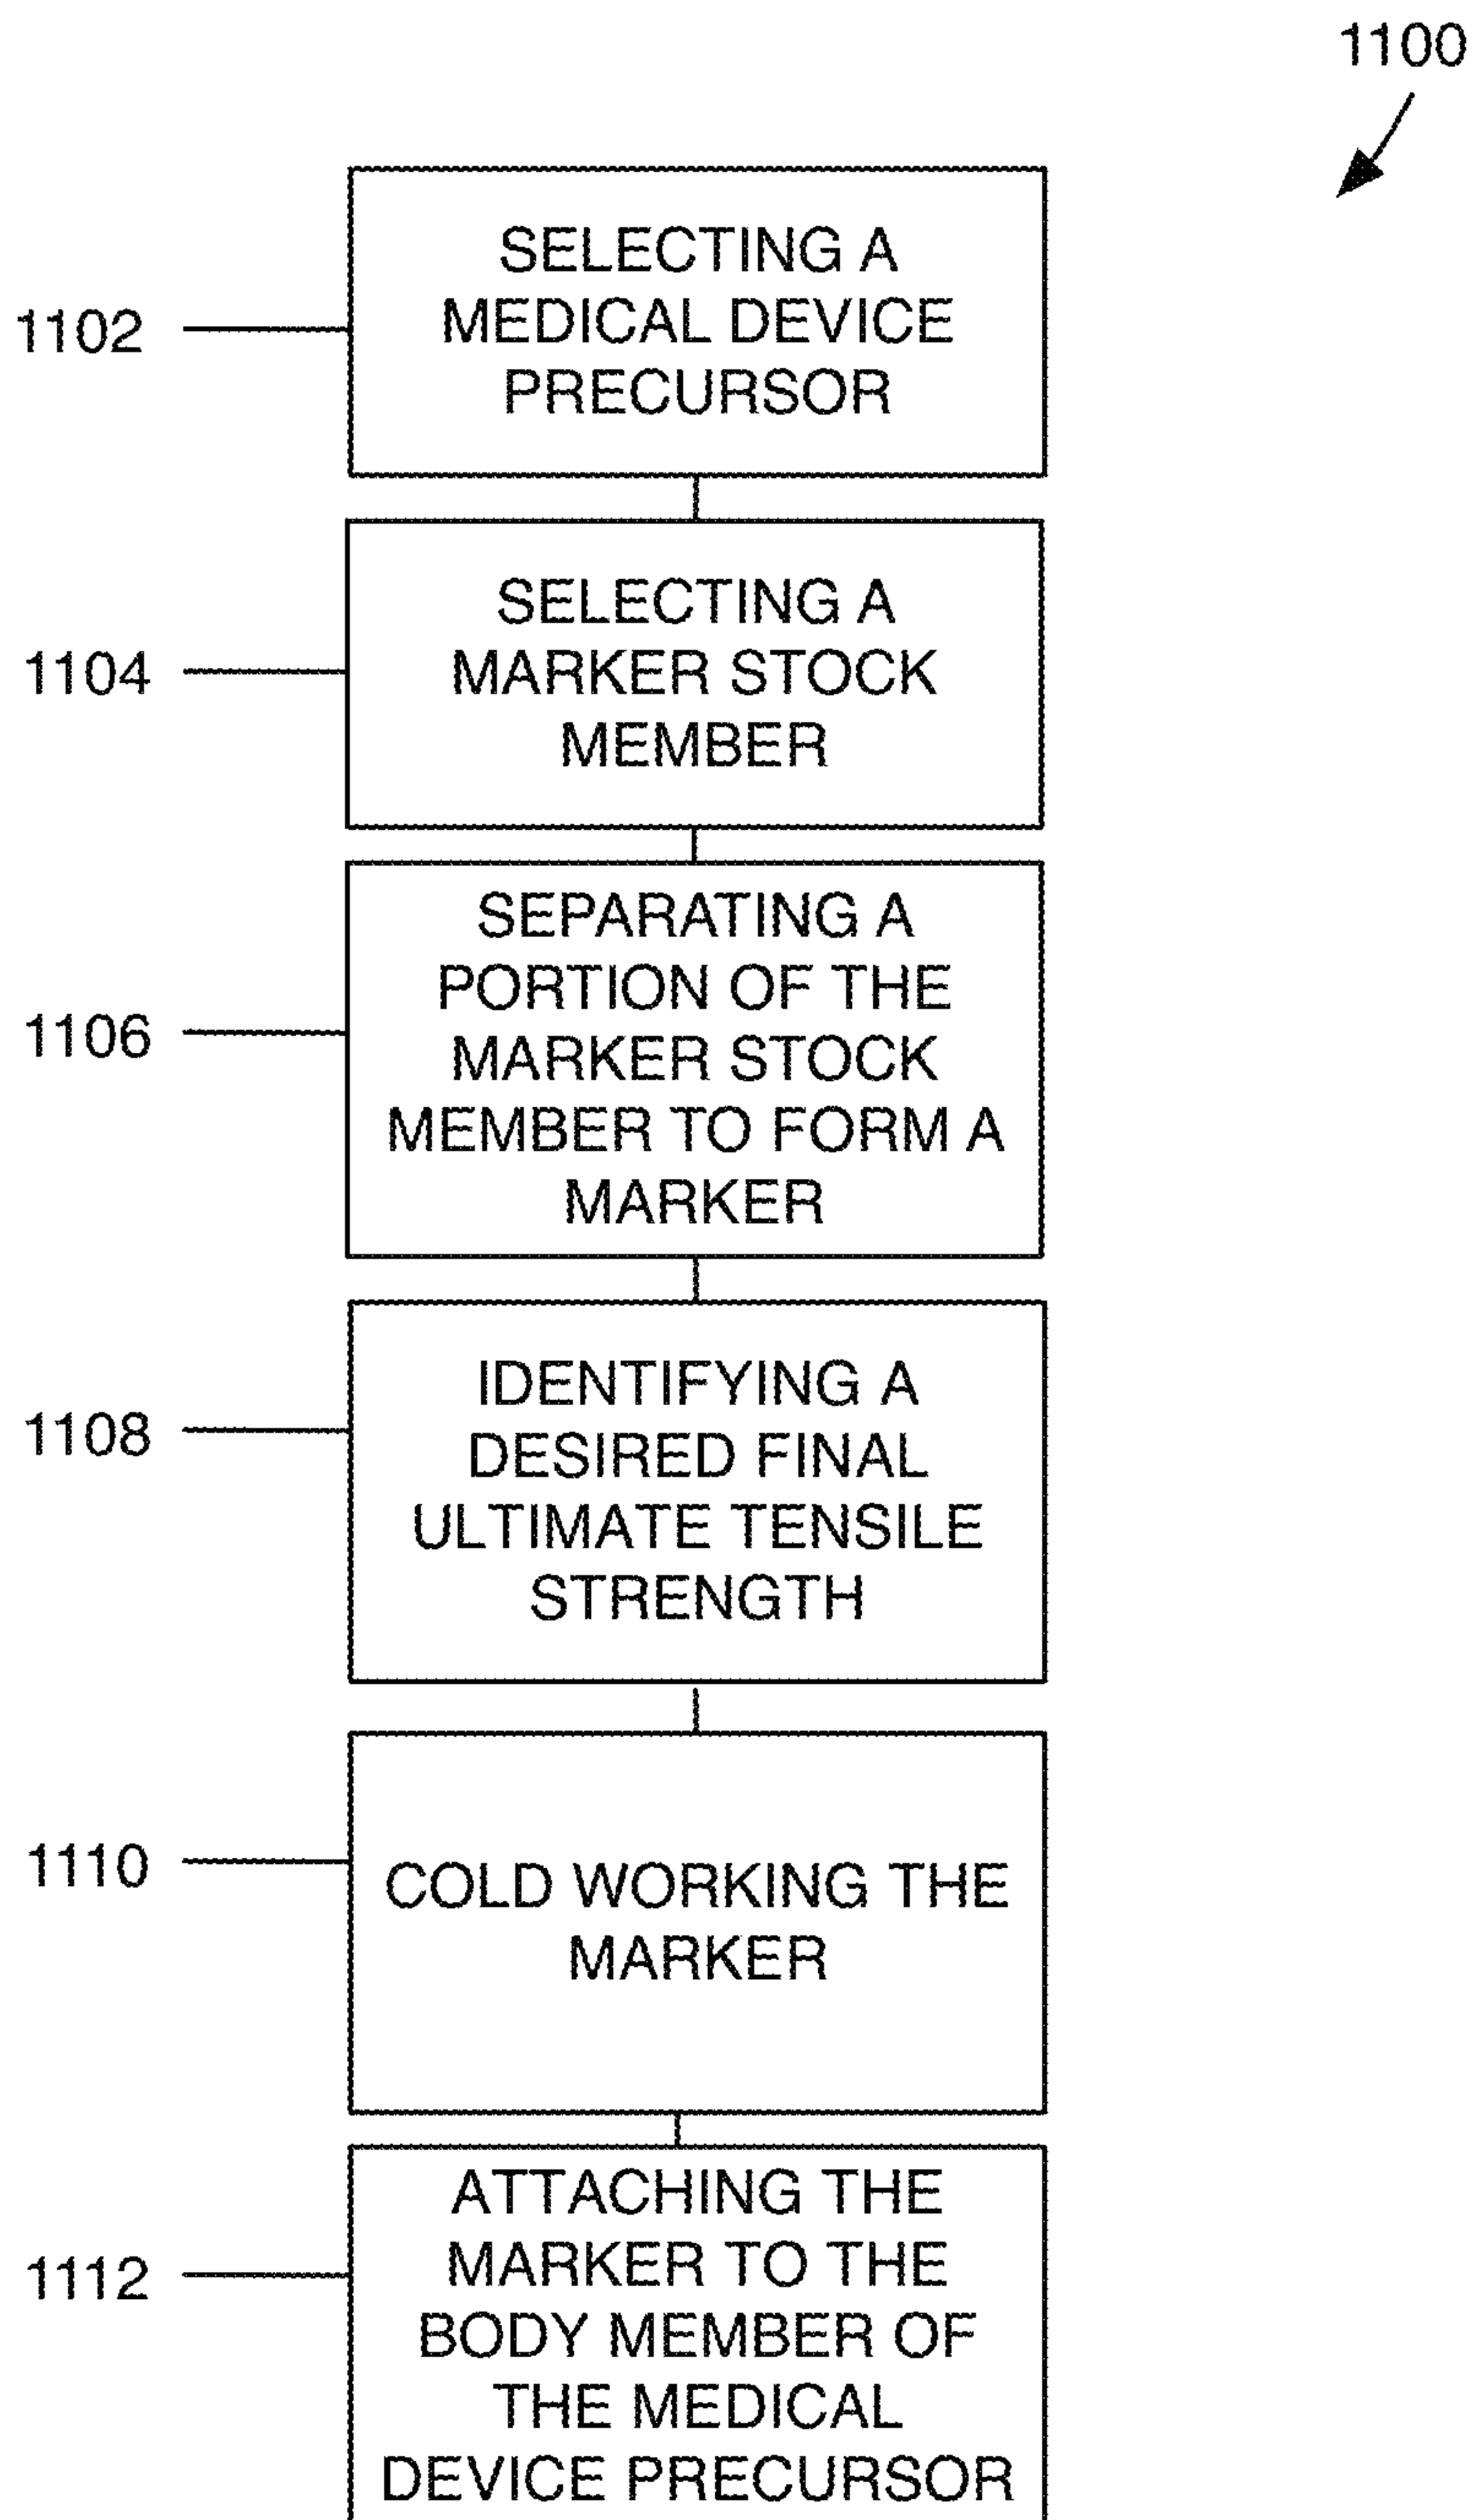 1100
SELECTING A
MEDICAL DEVICE
PRECURSOR
1102
SELECTING A
MARKER STOCK
MEMBER
1104
SEPARATING A
PORTION OF THE
MARKER STOCK
MEMBER TO FORM A
MARKER
1106
IDENTIFYING A
DESIRED FINAL
ULTIMATE TENSILE
STRENGTH
1108
COLD WORKING THE
MARKER
1110
ATTACHING THE
MARKER TO THE
BODY MEMBER OF
THE MEDICAL
DEVICE PRECURSOR
1112